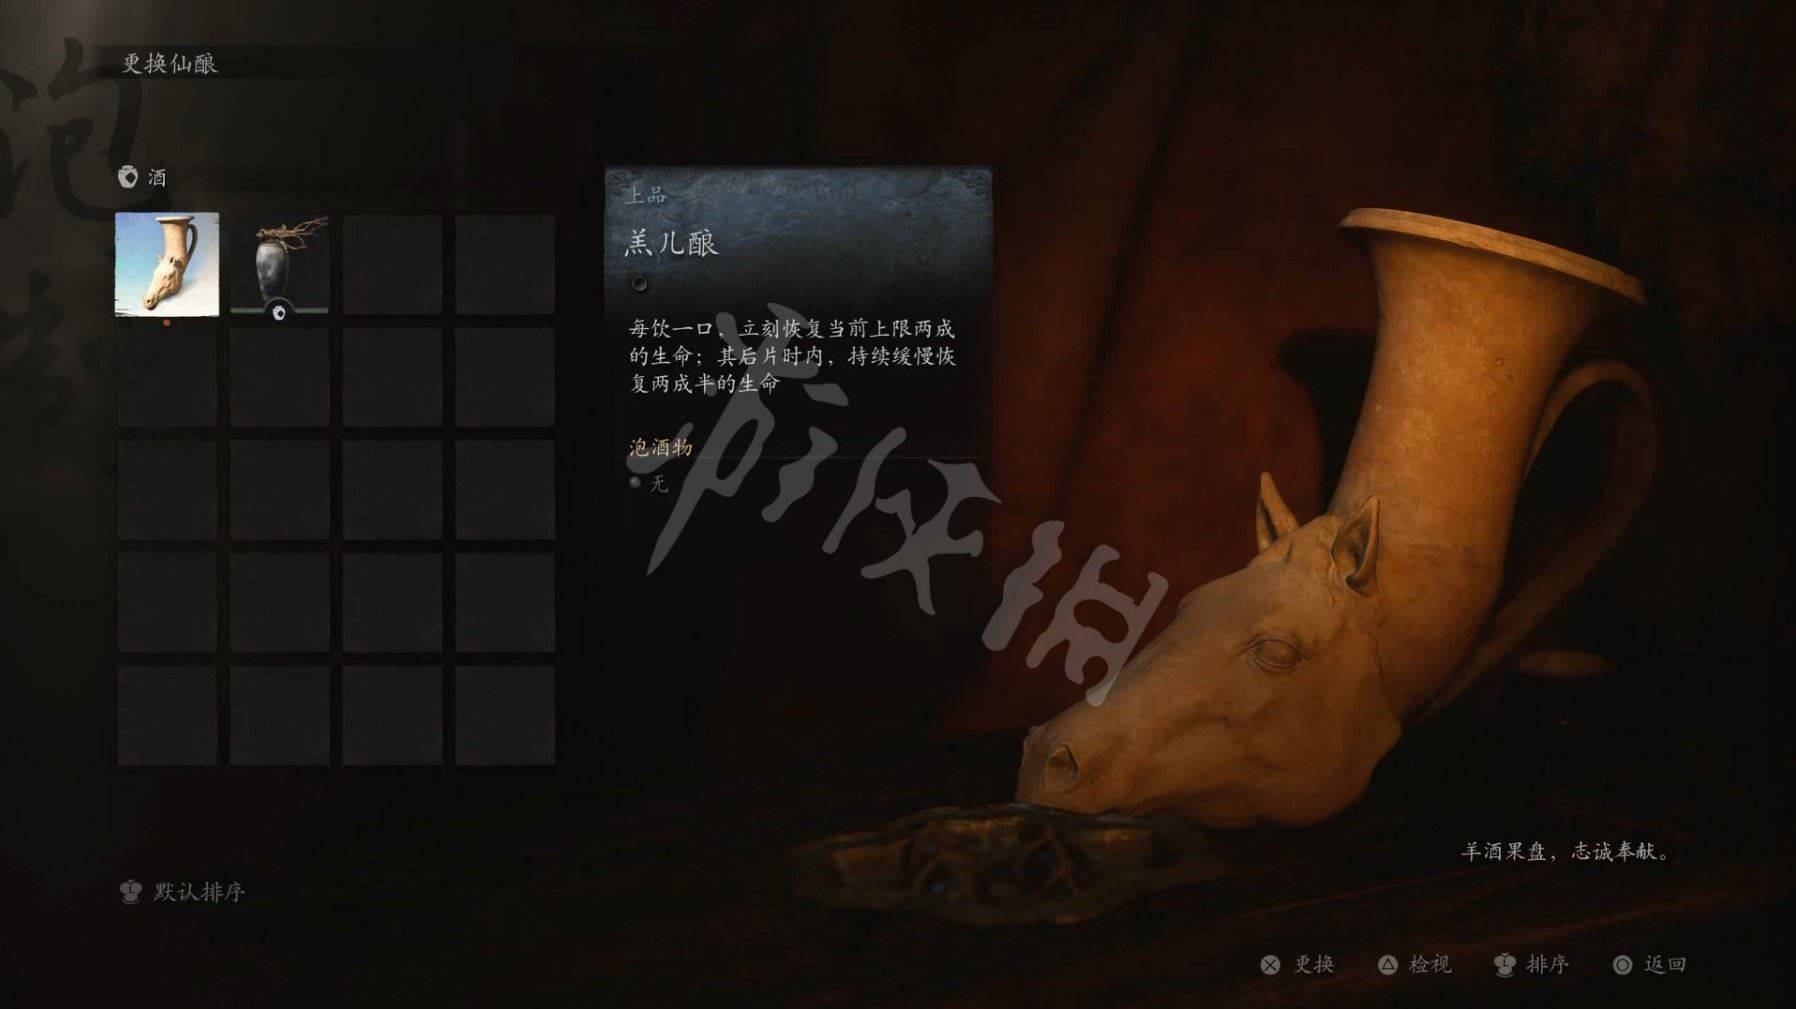 更换仙酿
酒
上品
羔儿酿
每饮一口，立刻恢复当前上限两成
的生命；其后片时内，持续缓慢恢
复两成半的生命
泡酒物
无
羊酒果盘，志诚奉献。
L 默认排序
更换
检视
L 排序
返回